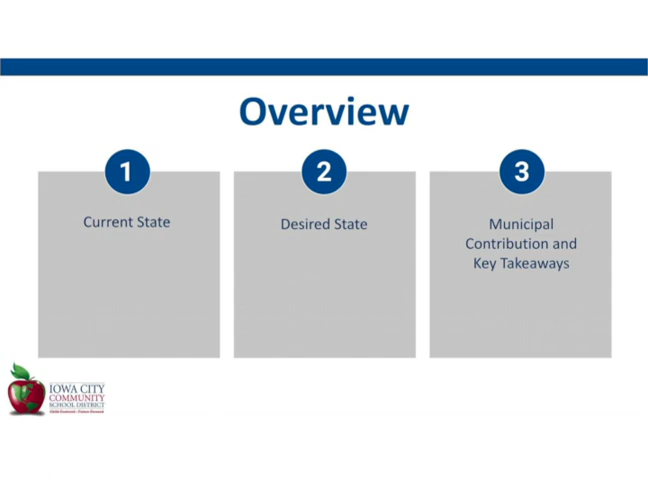 Overview
1
2
3
Current State
Desired State
Municipal
Contribution and
Key Takeaways
IOWA CITY
COMMUNITY
SCHOOL DISTRICT